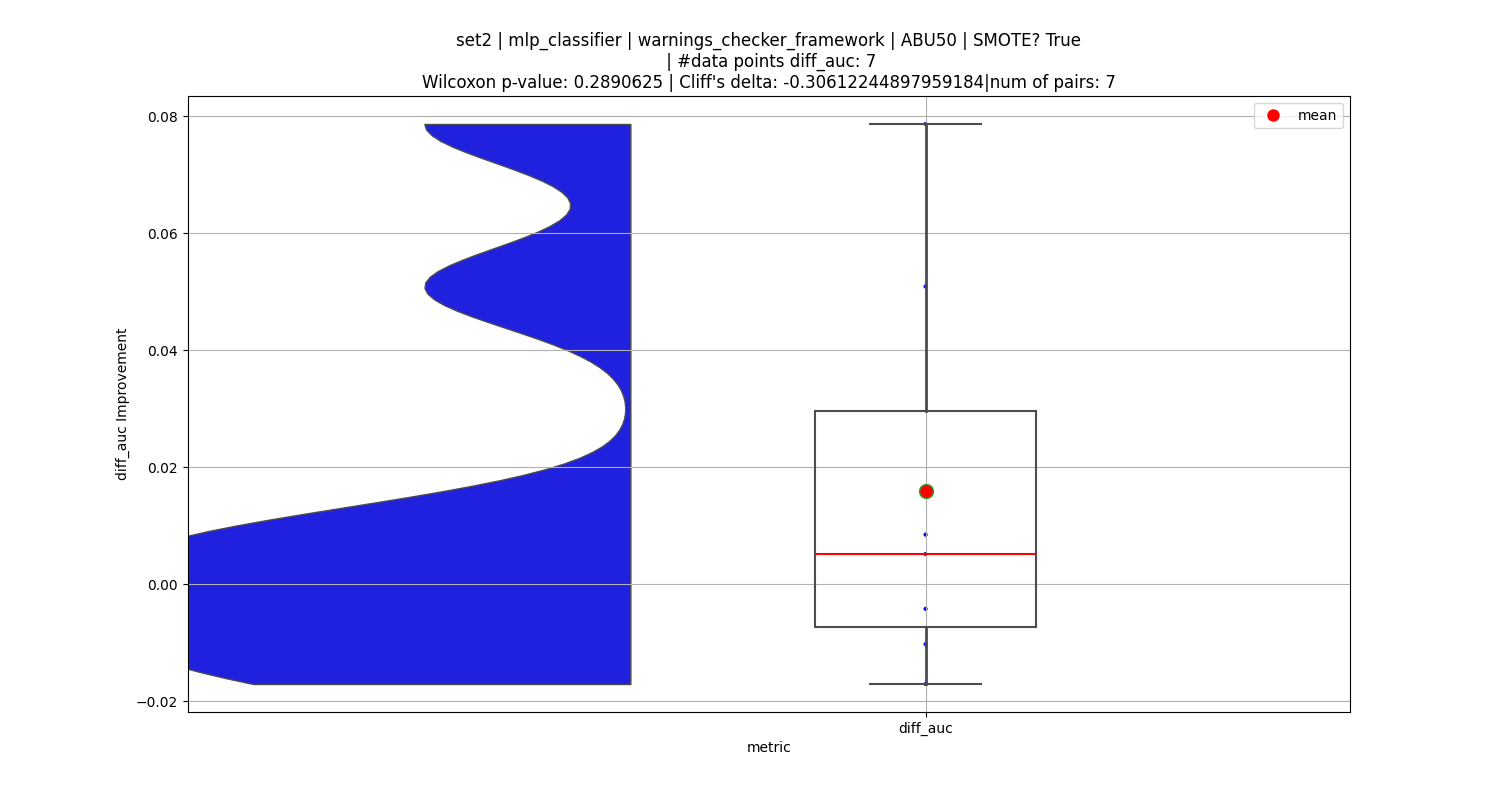 set2 | mlp_classifier | warnings_checker_framework | ABU50 | SMOTE? True
| #data points diff_auc: 7
Wilcoxon p-value: 0.2890625 | Cliff's delta: -0.30612244897959184|num of pairs: 7
mean
0.08
0.06
0.04
0.02
0.00
−0.02
diff_auc Improvement
diff_auc
metric